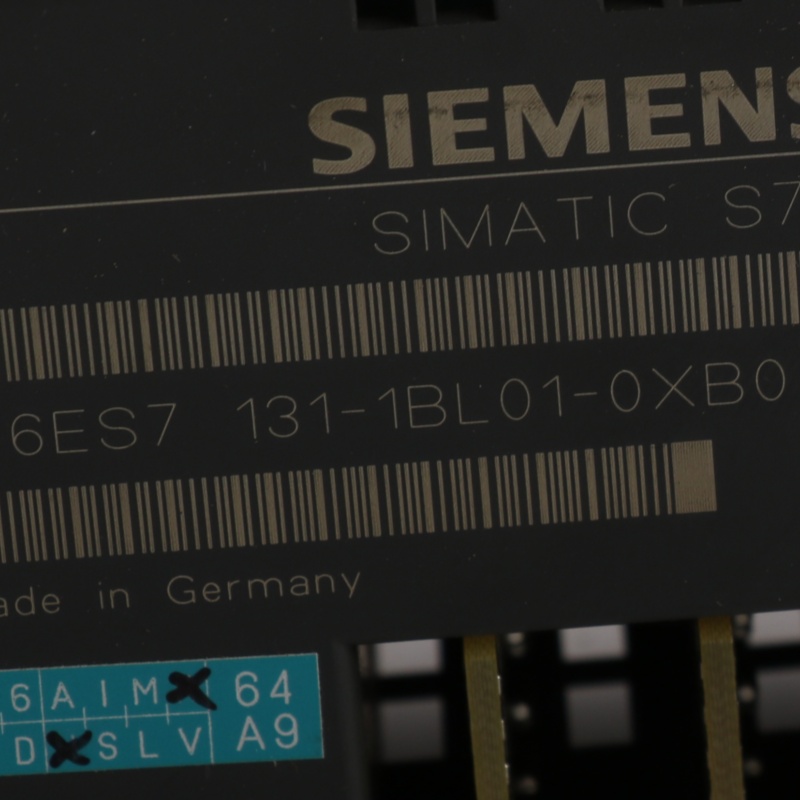 SIEMENS
SIMATIC S7
6ES7 131-1BL01-0XB0
ade in Germany
6 A I M 64
D S L V A9